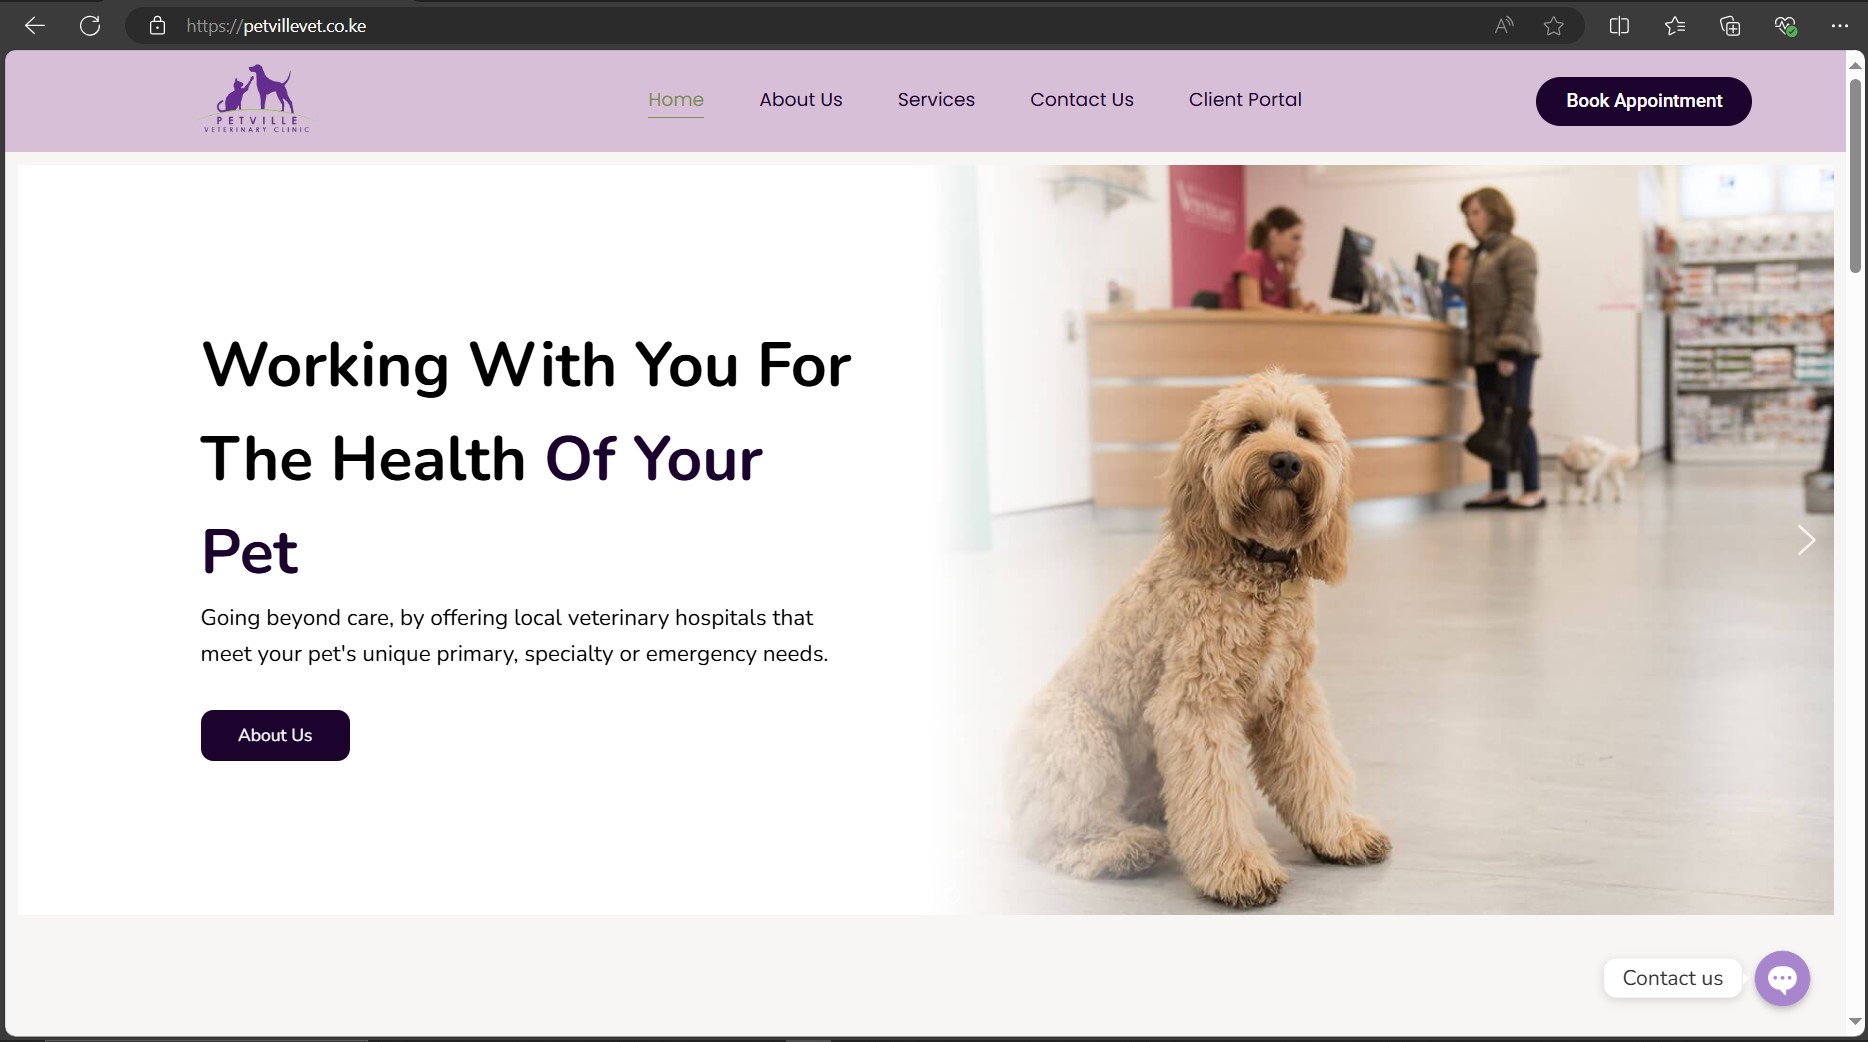 https://petvillevet.co.ke
PETVILLE
VETERINARY CLINIC
Home
About Us
Services
Contact Us
Client Portal
Book Appointment
Working With You For
The Health Of Your
Pet
Going beyond care, by offering local veterinary hospitals that
meet your pet's unique primary, specialty or emergency needs.
About Us
Contact us